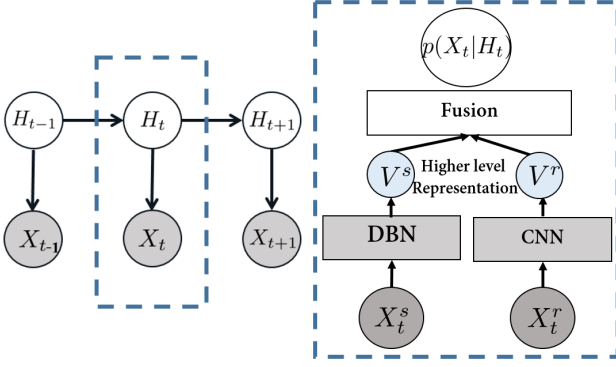 H_{t-1}
H_t
H_{t+1}
X_{t-1}
X_t
X_{t+1}
p(X_t|H_t)
Fusion
V^s
Higher level
Representation
V^r
DBN
CNN
X_t^s
X_t^r